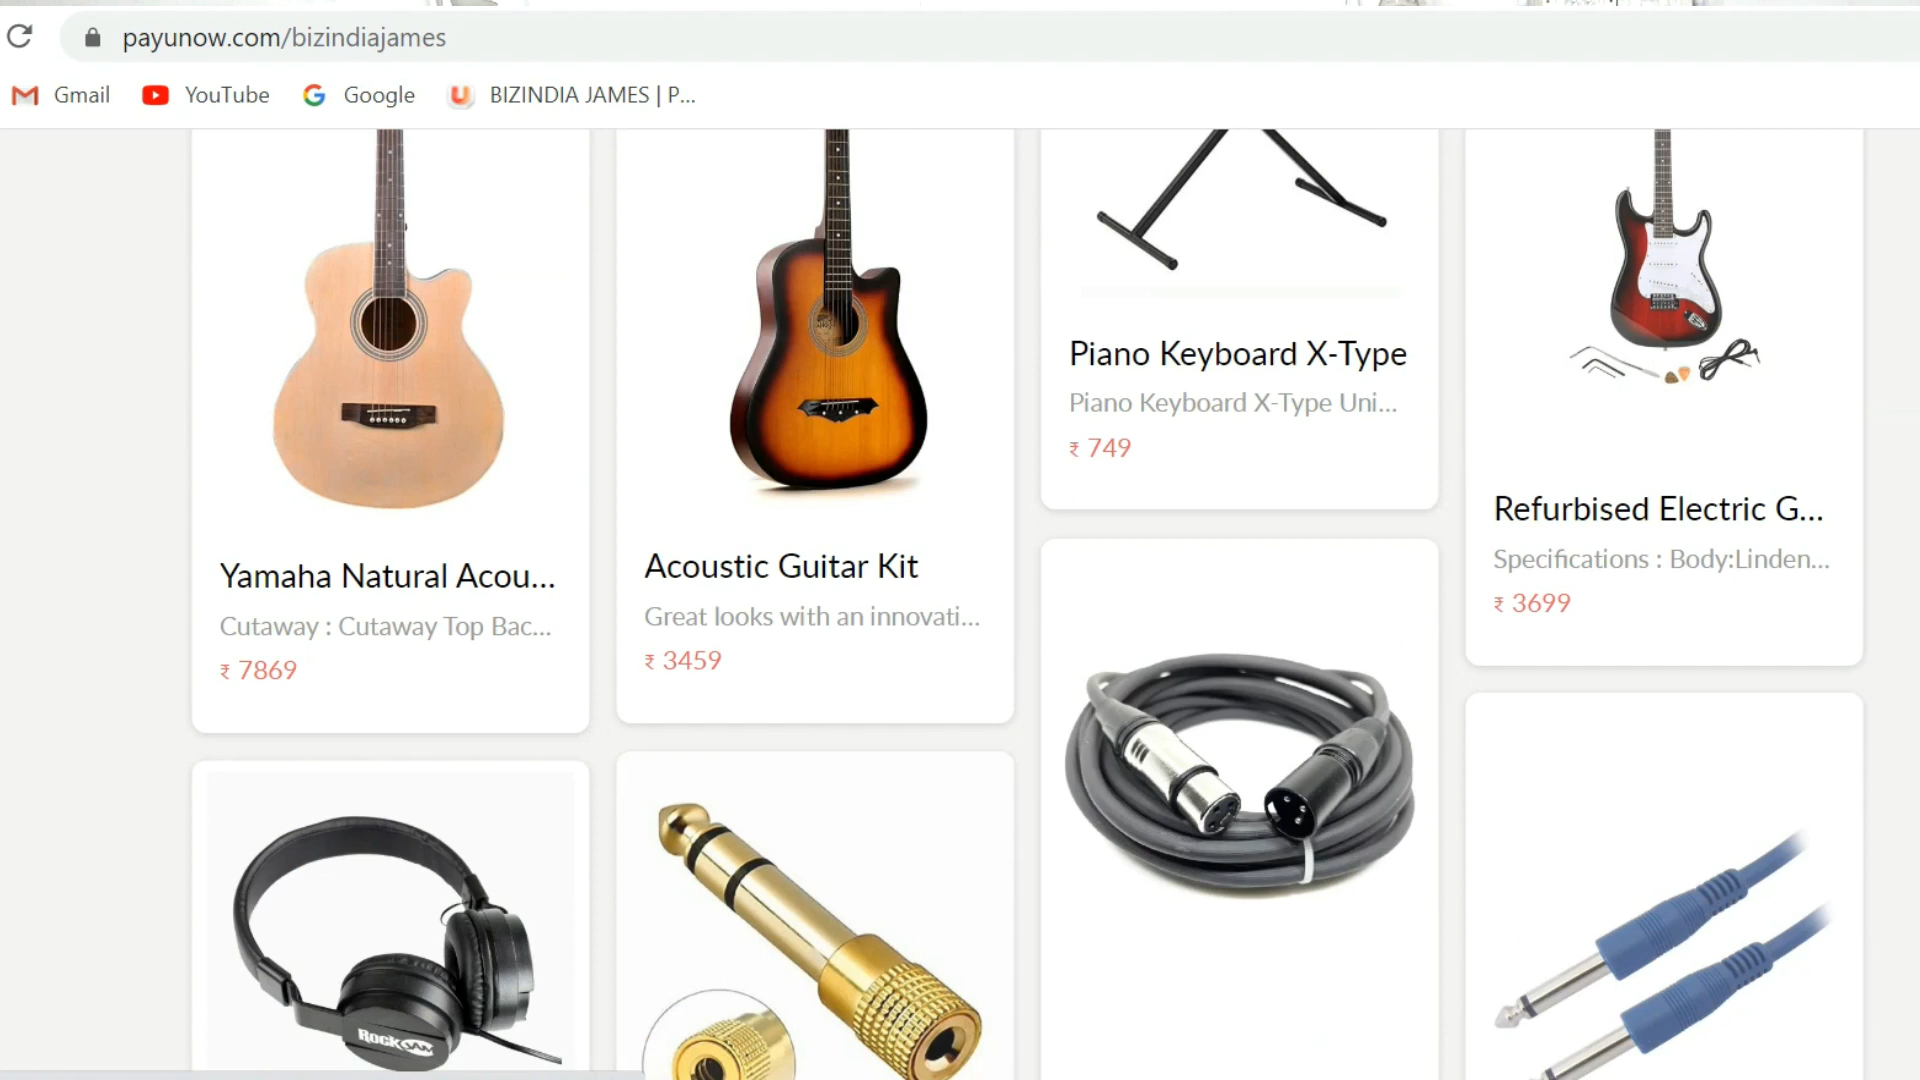 payunow.com/bizindiajames
Gmail
YouTube
Google
BIZINDIA JAMES | P...
Yamaha Natural Acou...
Cutaway : Cutaway Top Bac...
₹ 7869
Acoustic Guitar Kit
Great looks with an innovati...
₹ 3459
Piano Keyboard X-Type
Piano Keyboard X-Type Uni...
₹ 749
Refurbised Electric G...
Specifications : Body:Linden...
₹ 3699
ROCKJAM